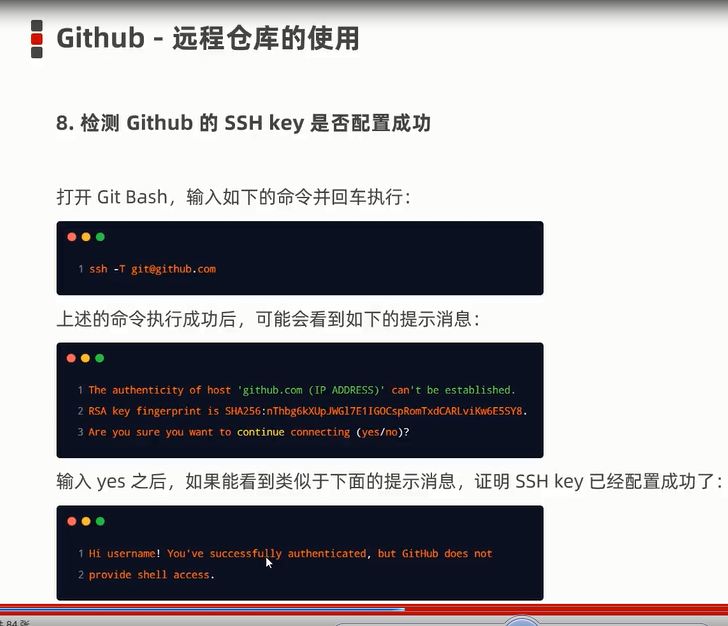 Github - 远程仓库的使用
8. 检测 Github 的 SSH key 是否配置成功
打开 Git Bash，输入如下的命令并回车执行：
1 ssh -T git@github.com
上述的命令执行成功后，可能会看到如下的提示消息：
1 The authenticity of host 'github.com (IP ADDRESS)' can't be established.
2 RSA key fingerprint is SHA256:nThbg6kXUpJWGl7E1IGOCspRomTxdCARLviKw6E5SY8.
3 Are you sure you want to continue connecting (yes/no)?
输入 yes 之后，如果能看到类似于下面的提示消息，证明 SSH key 已经配置成功了：
1 Hi username! You've successfully authenticated, but GitHub does not
2 provide shell access.
84 张